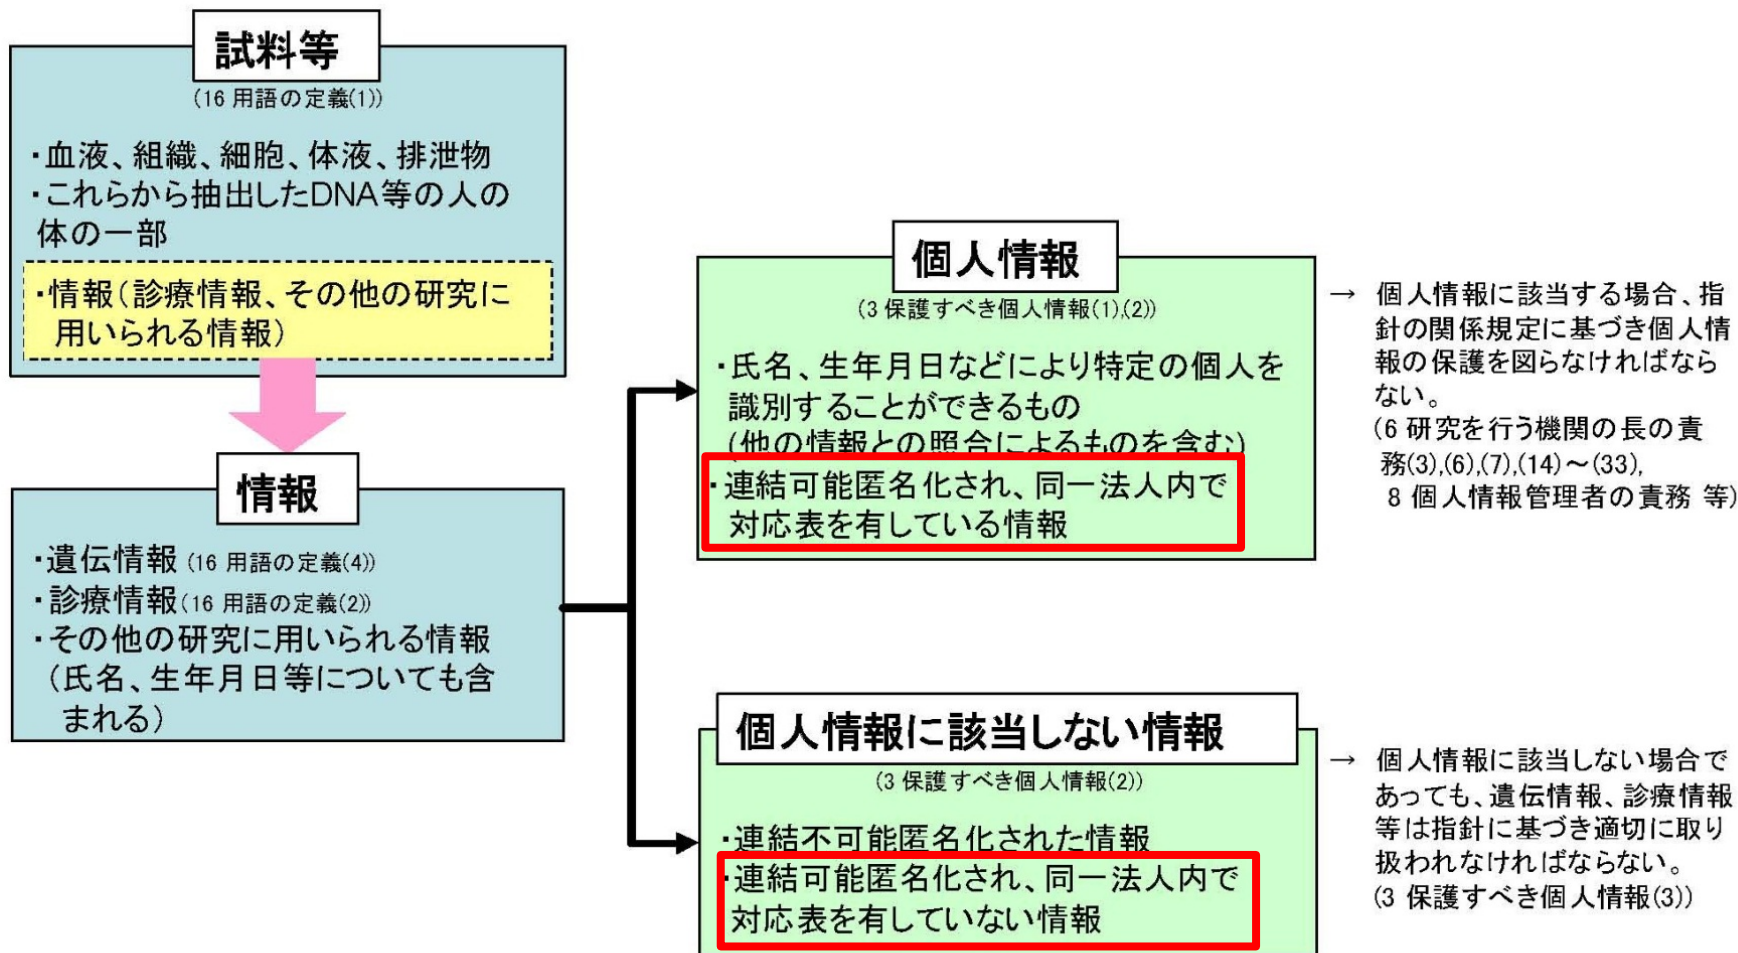 試料等
(16 用語の定義(1))
・血液、組織、細胞、体液、排泄物
・これらから抽出したDNA等の人の
体の一部
・情報(診療情報、その他の研究に
用いられる情報)
情報
・遺伝情報(16 用語の定義(4))
・診療情報(16 用語の定義(2))
・その他の研究に用いられる情報
(氏名、生年月日等についても含
まれる)
個人情報
(3 保護すべき個人情報(1),(2))
・氏名、生年月日などにより特定の個人を
識別することができるもの
(他の情報との照合によるものを含む)
・連結可能匿名化され、同一法人内で
対応表を有している情報
→ 個人情報に該当する場合、指
針の関係規定に基づき個人情
報の保護を図らなければなら
ない。
(6 研究を行う機関の長の責
務(3),(6),(7),(14)~(33),
8 個人情報管理者の責務 等)
個人情報に該当しない情報
(3 保護すべき個人情報(2))
・連結不可能匿名化された情報
・連結可能匿名化され、同一法人内で
対応表を有していない情報
→ 個人情報に該当しない場合で
あっても、遺伝情報、診療情報
等は指針に基づき適切に取り
扱われなければならない。
(3 保護すべき個人情報(3))